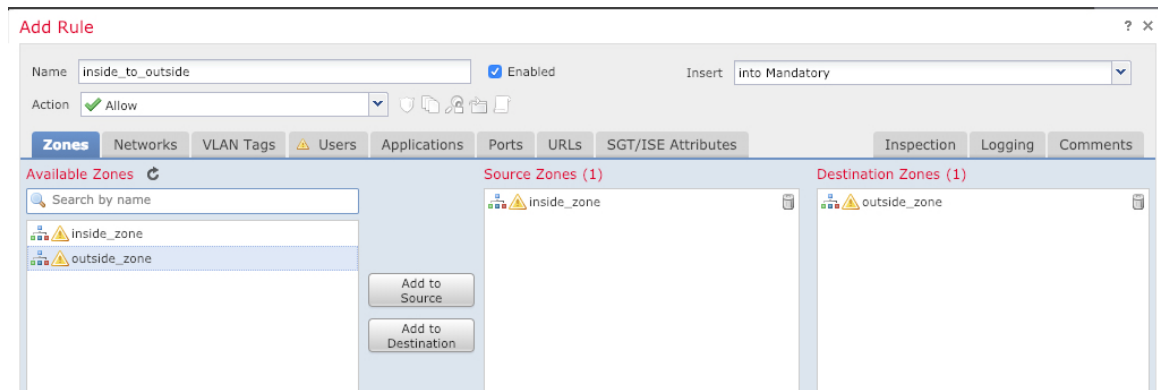 Add Rule
? ×
Name inside_to_outside Enabled Insert into Mandatory
Action Allow
Zones Networks VLAN Tags Users Applications Ports URLs SGT/ISE Attributes Inspection Logging Comments
Available Zones Source Zones (1) Destination Zones (1)
Search by name inside_zone outside_zone
inside_zone
outside_zone
Add to
Source
Add to
Destination